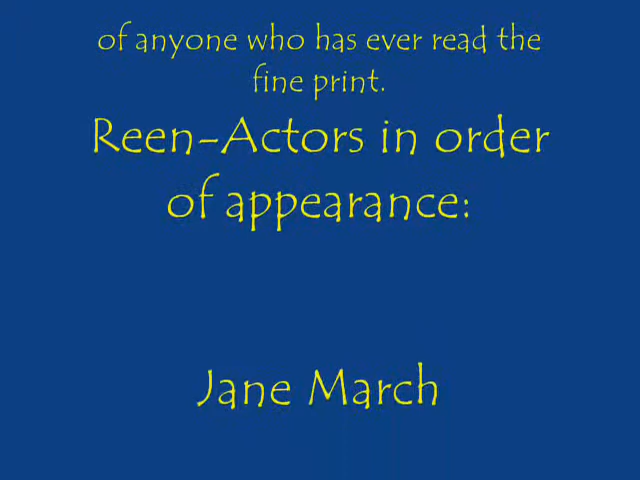 of anyone who has ever read the
fine print.
Reen-Actors in order
of appearance:
Jane March